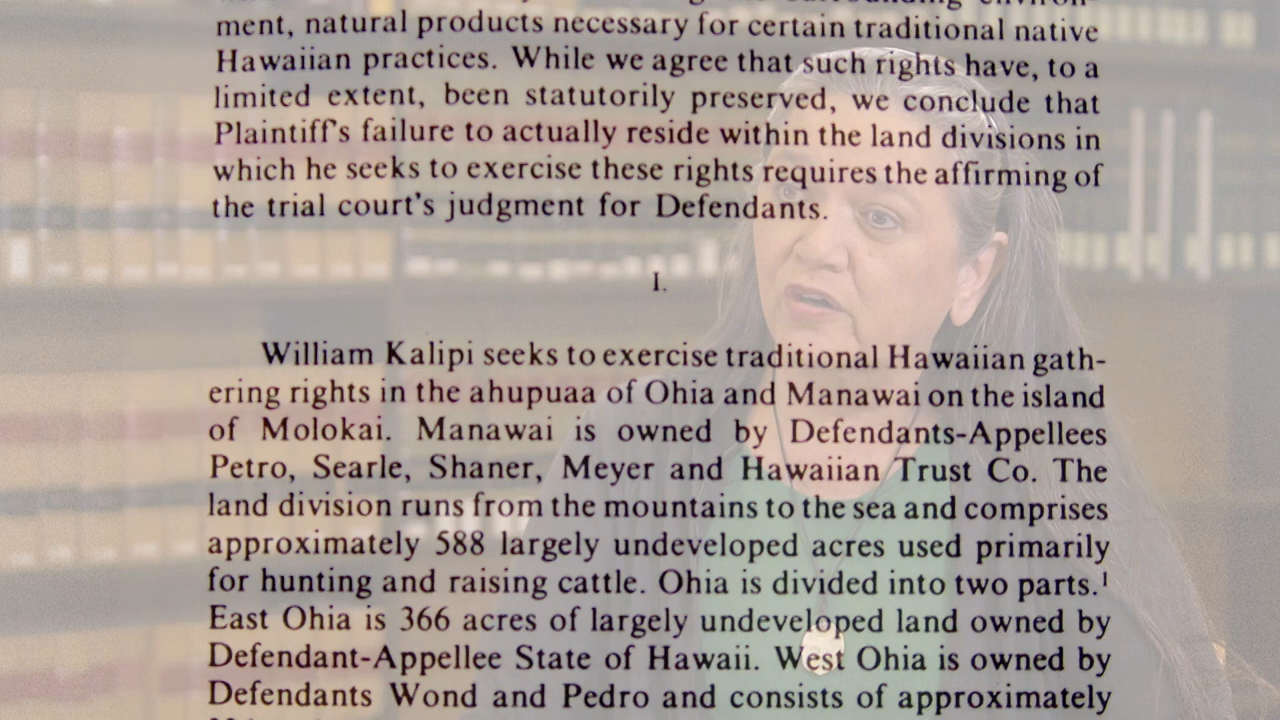 ment, natural products necessary for certain traditional native
Hawaiian practices. While we agree that such rights have, to a
limited extent, been statutorily preserved, we conclude that
Plaintiff's failure to actually reside within the land divisions in
which he seeks to exercise these rights requires the affirming of
the trial court's judgment for Defendants.
I.
William Kalipi seeks to exercise traditional Hawaiian gath-
ering rights in the ahupuaa of Ohia and Manawai on the island
of Molokai. Manawai is owned by Defendants-Appellees
Petro, Searle, Shaner, Meyer and Hawaiian Trust Co. The
land division runs from the mountains to the sea and comprises
approximately 588 largely undeveloped acres used primarily
for hunting and raising cattle. Ohia is divided into two parts.¹
East Ohia is 366 acres of largely undeveloped land owned by
Defendant-Appellee State of Hawaii. West Ohia is owned by
Defendants Wond and Pedro and consists of approximately